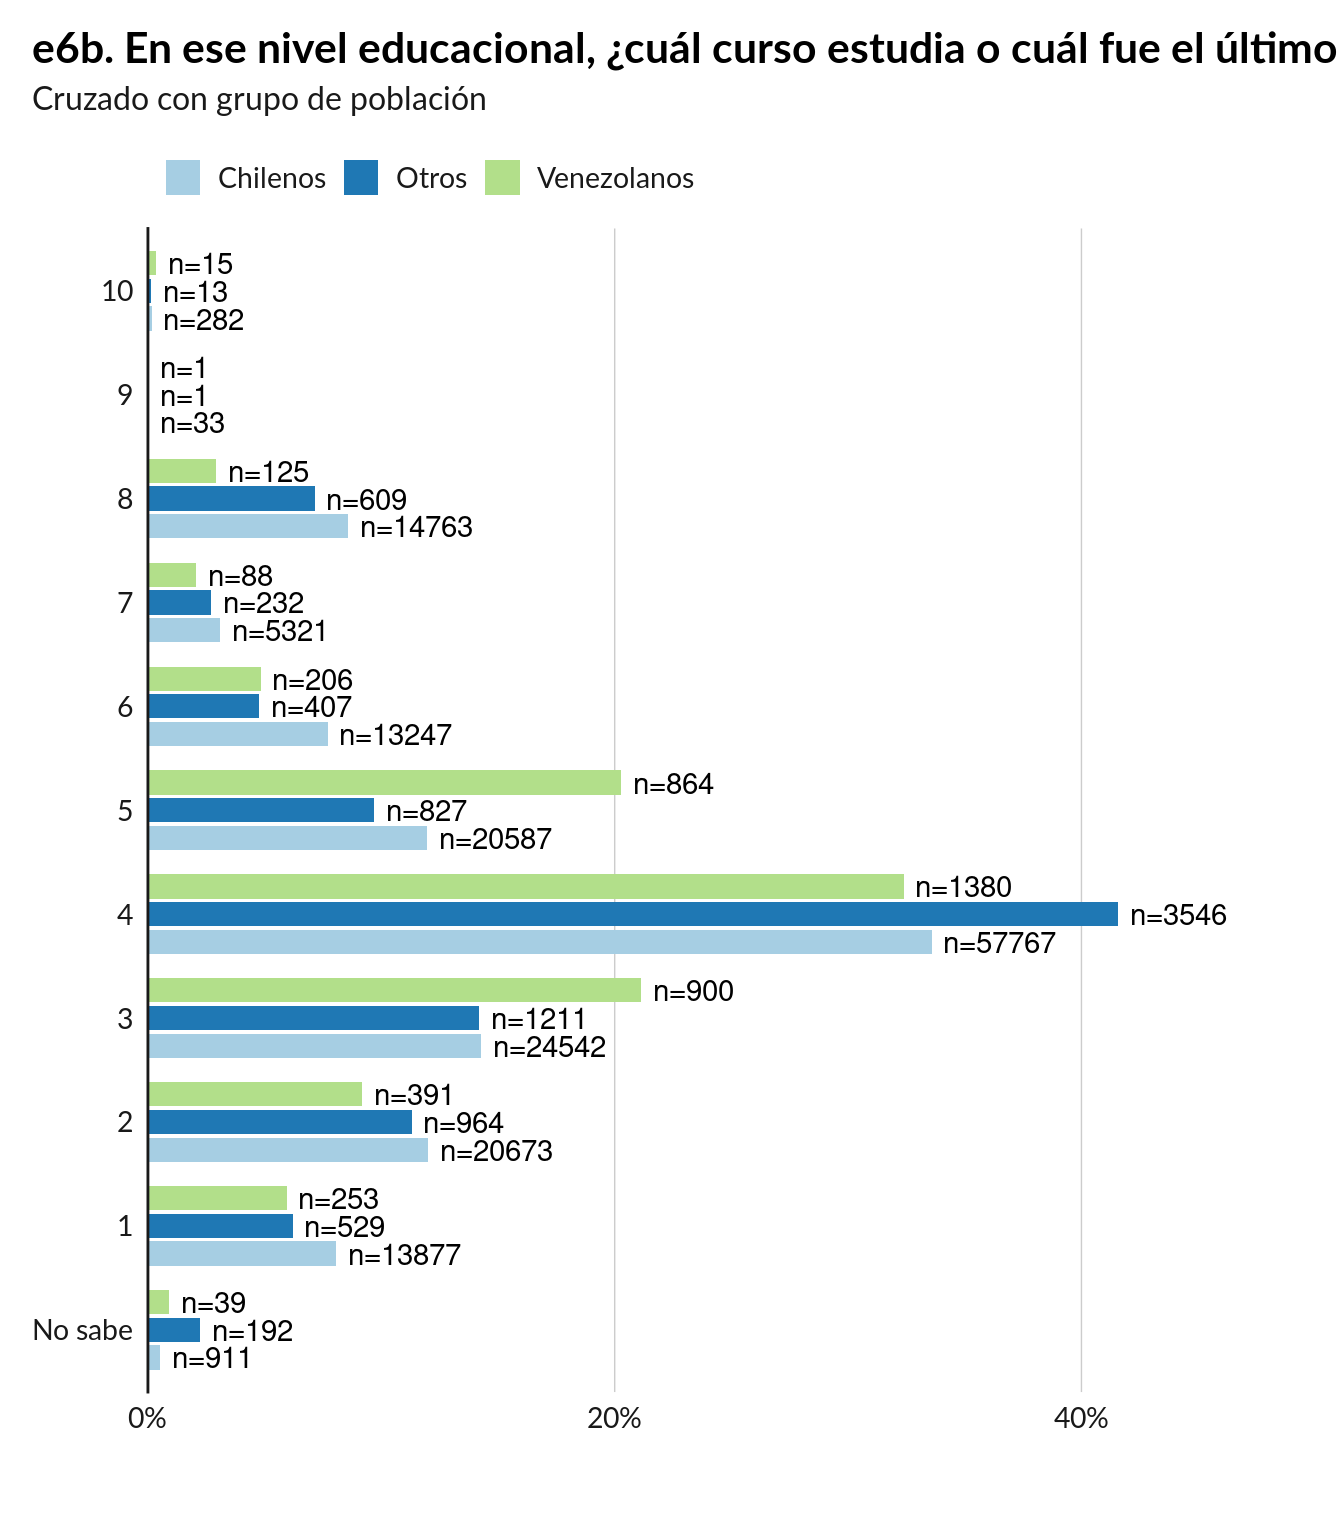 e6b. En ese nivel educacional, ¿cuál curso estudia o cuál fue el último
Cruzado con grupo de población
Chilenos Otros Venezolanos
n=15
10 n=13
n=282
n=1
9 n=1
n=33
n=125
8 n=609
n=14763
n=88
7 n=232
n=5321
n=206
6 n=407
n=13247
n=864
5 n=827
n=20587
n=1380
4 n=3546
n=57767
n=900
3 n=1211
n=24542
n=391
2 n=964
n=20673
n=253
1 n=529
n=13877
n=39
No sabe n=192
n=911
0% 20% 40%